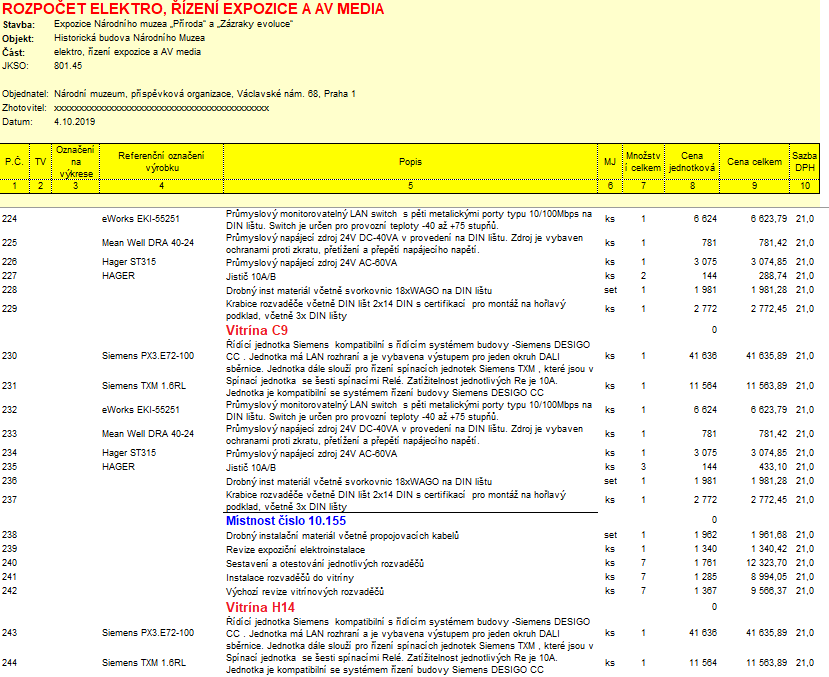 ROZPOČET ELEKTRO, ŘÍZENÍ EXPOZICE A AV MEDIA
Stavba: Expozice Národního muzea „Příroda“ a „Zázraky evoluce“
Objekt: Historická budova Národního Muzea
Část: elektro, řízení expozice a AV media
JKSO: 801.45
Objednatel: Národní muzeum, příspěvková organizace, Václavské nám. 68, Praha 1
Zhotovitel: xxxxxxxxxxxxxxxxxxxxxxxxxxxxxxxxxxxxxxxxxxx
Datum: 4.10.2019
P.Č. TV Označení na výkrese Referenční označení výrobku Popis MJ Množstv í celkem Cena jednotková Cena celkem Sazba DPH
1 2 3 4 5 6 7 8 9 10
224 eWorks EKI-55251 Průmyslový monitorovatelný LAN switch s pěti metalickými porty typu 10/100Mbps na ks 1 6 624 6 623,79 21,0
DIN lištu. Switch je určen pro provozní teploty -40 až +75 stupňů.
225 Mean Well DRA 40-24 Průmyslový napájecí zdroj 24V DC-40VA v provedení na DIN lištu. Zdroj je vybaven ks 1 781 781,42 21,0
ochranami proti zkratu, přetížení a přepětí napájecího napětí.
226 Hager ST315 Průmyslový napájecí zdroj 24V AC-60VA ks 1 3 075 3 074,85 21,0
227 HAGER Jistič 10A/B ks 2 144 288,74 21,0
228 Drobný inst materiál včetně svorkovnic 18xWAGO na DIN lištu set 1 1 981 1 981,28 21,0
229 Krabice rozvaděče včetně DIN lišt 2x14 DIN s certifikací pro montáž na hořlavý ks 1 2 772 2 772,45 21,0
podklad, včetně 3x DIN lišty
Vitrína C9 0
230 Siemens PX3.E72-100 Řídící jednotka Siemens kompatibilní s řídícím systémem budovy -Siemens DESIGO ks 1 41 636 41 635,89 21,0
CC . Jednotka má LAN rozhraní a je vybavena výstupem pro jeden okruh DALI
sběrnice. Jednotka dále slouží pro řízení spínacích jednotek Siemens TXM , které jsou v
231 Siemens TXM 1.6RL Spínací jednotka se šesti spínacími Relé. Zatížitelnost jednotlivých Re je 10A. ks 1 11 564 11 563,89 21,0
Jednotka je kompatibilní se systémem řízení budovy Siemens DESIGO CC
232 eWorks EKI-55251 Průmyslový monitorovatelný LAN switch s pěti metalickými porty typu 10/100Mbps na ks 1 6 624 6 623,79 21,0
DIN lištu. Switch je určen pro provozní teploty -40 až +75 stupňů.
233 Mean Well DRA 40-24 Průmyslový napájecí zdroj 24V DC-40VA v provedení na DIN lištu. Zdroj je vybaven ks 1 781 781,42 21,0
ochranami proti zkratu, přetížení a přepětí napájecího napětí.
234 Hager ST315 Průmyslový napájecí zdroj 24V AC-60VA ks 1 3 075 3 074,85 21,0
235 HAGER Jistič 10A/B ks 3 144 433,10 21,0
236 Drobný inst materiál včetně svorkovnic 18xWAGO na DIN lištu set 1 1 981 1 981,28 21,0
237 Krabice rozvaděče včetně DIN lišt 2x14 DIN s certifikací pro montáž na hořlavý ks 1 2 772 2 772,45 21,0
podklad, včetně 3x DIN lišty
Místnost číslo 10.155 0
238 Drobný instalační materiál včetně propojovacích kabelů set 1 1 962 1 961,68 21,0
239 Revize expoziční elektroinstalace ks 1 1 340 1 340,42 21,0
240 Sestavení a otestování jednotlivých rozvaděčů ks 7 1 761 12 323,70 21,0
241 Instalace rozvaděčů do vitríny ks 7 1 285 8 994,05 21,0
242 Výchozí revize vitrínových rozvaděčů ks 7 1 367 9 566,37 21,0
Vitrína H14 0
243 Siemens PX3.E72-100 Řídící jednotka Siemens kompatibilní s řídícím systémem budovy -Siemens DESIGO ks 1 41 636 41 635,89 21,0
CC . Jednotka má LAN rozhraní a je vybavena výstupem pro jeden okruh DALI
sběrnice. Jednotka dále slouží pro řízení spínacích jednotek Siemens TXM , které jsou v
244 Siemens TXM 1.6RL Spínací jednotka se šesti spínacími Relé. Zatížitelnost jednotlivých Re je 10A. ks 1 11 564 11 563,89 21,0
Jednotka je kompatibilní se systémem řízení budovy Siemens DESIGO CC